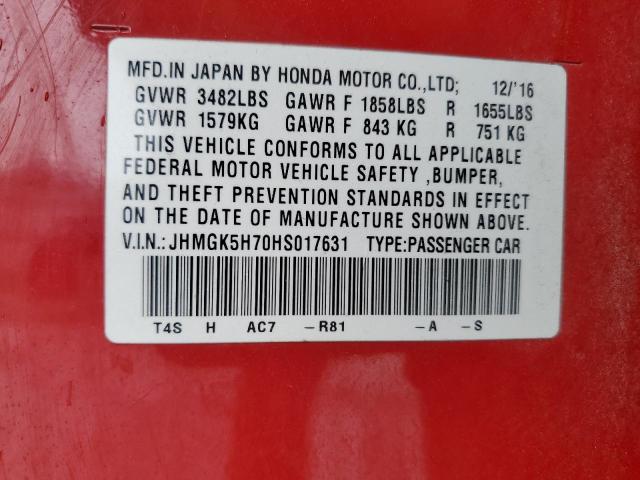 MFD.IN JAPAN BY HONDA MOTOR CO.,LTD; 12/'16
GVWR 3482LBS GAWR F 1858LBS R 1655LBS
GVWR 1579KG GAWR F 843 KG R 751 KG
THIS VEHICLE CONFORMS TO ALL APPLICABLE
FEDERAL MOTOR VEHICLE SAFETY ,BUMPER,
AND THEFT PREVENTION STANDARDS IN EFFECT
ON THE DATE OF MANUFACTURE SHOWN ABOVE.
V.I.N.:JHMGK5H70HS017631 TYPE:PASSENGER CAR
T4S H AC7 -R81 -A -S